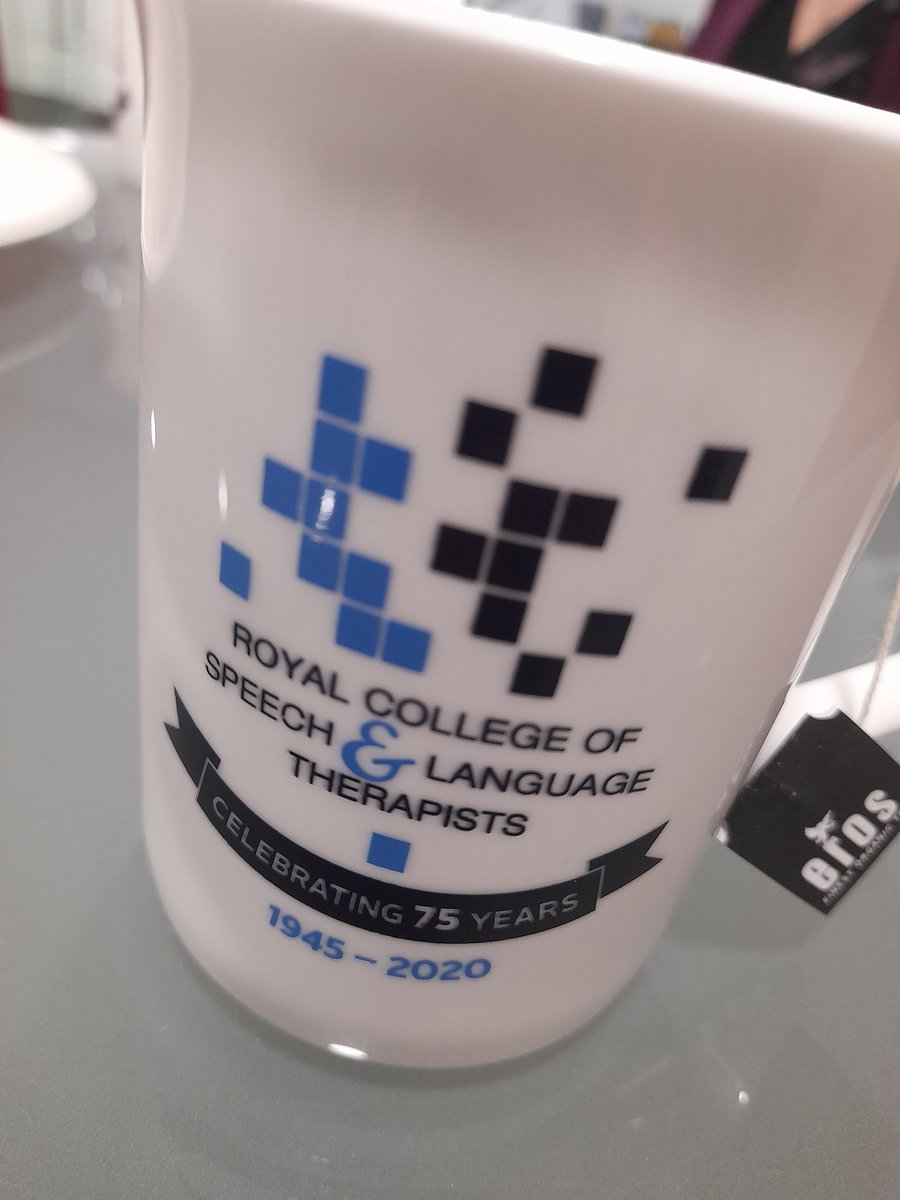 ROYAL COLLEGE OF
SPEECH & LANGUAGE
THERAPISTS
CELEBRATING 75 YEARS
1945 – 2020
eros